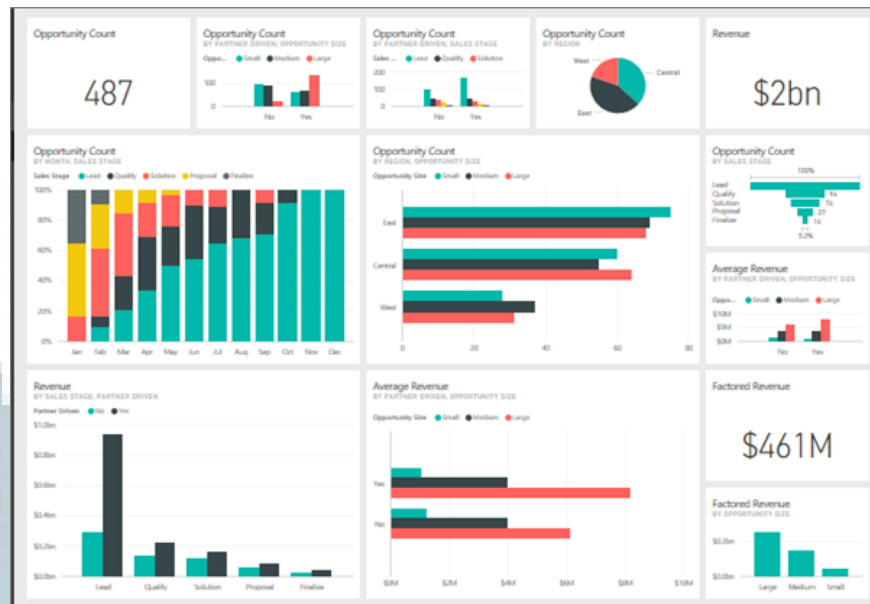 Opportunity Count
487
Opportunity Count
BY PARTNER DRIVEN, OPPORTUNITY SIZE
Oppo... Small Medium Large
100
0
No Yes
Opportunity Count
BY PARTNER DRIVEN, SALES STAGE
Sales ... Lead Qualify Solution
200
100
0
No Yes
Opportunity Count
BY REGION
West
Central
East
Revenue
$2bn
Opportunity Count
BY MONTH, SALES STAGE
Sales Stage Lead Qualify Solution Proposal Finalize
100%
80%
60%
40%
20%
0%
Jan Feb Mar Apr May Jun Jul Aug Sep Oct Nov Dec
Opportunity Count
BY REGION, OPPORTUNITY SIZE
Opportunity Size Small Medium Large
East
Central
West
0 20 40 60 80
Opportunity Count
BY SALES STAGE
100%
Lead
Qualify 94
Solution 74
Proposal 37
Finalize 14
5.2%
Average Revenue
BY PARTNER DRIVEN, OPPORTUNITY SIZE
Oppo... Small Medium Large
$10M
$5M
$0M
No Yes
Revenue
BY SALES STAGE, PARTNER DRIVEN
Partner Driven No Yes
$1.0bn
$0.8bn
$0.6bn
$0.4bn
$0.2bn
$0.0bn
Lead Qualify Solution Proposal Finalize
Average Revenue
BY PARTNER DRIVEN, OPPORTUNITY SIZE
Opportunity Size Small Medium Large
Yes
No
$0M $2M $4M $6M $8M $10M
Factored Revenue
$461M
Factored Revenue
BY OPPORTUNITY SIZE
$0.2bn
$0.0bn
Large Medium Small